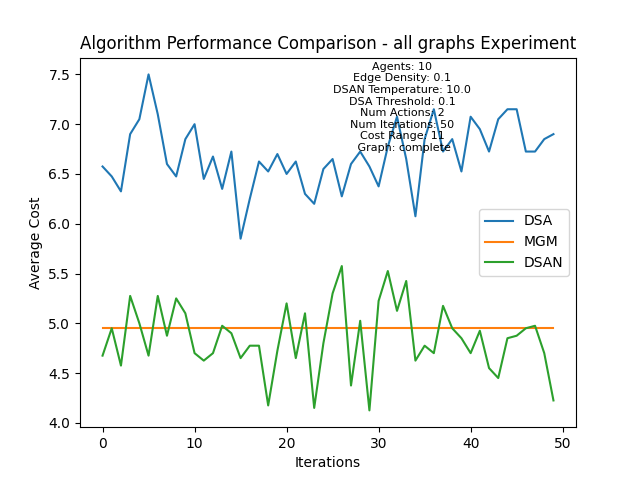 Algorithm Performance Comparison - all graphs Experiment
Agents: 10
Edge Density: 0.1
DSAN Temperature: 10.0
DSA Threshold: 0.1
Num Actions: 2
Num Iterations: 50
Cost Range: 11
Graph: complete
7.5
7.0
6.5
6.0
5.5
5.0
4.5
4.0
Average Cost
DSA
MGM
DSAN
0
10
20
30
40
50
Iterations